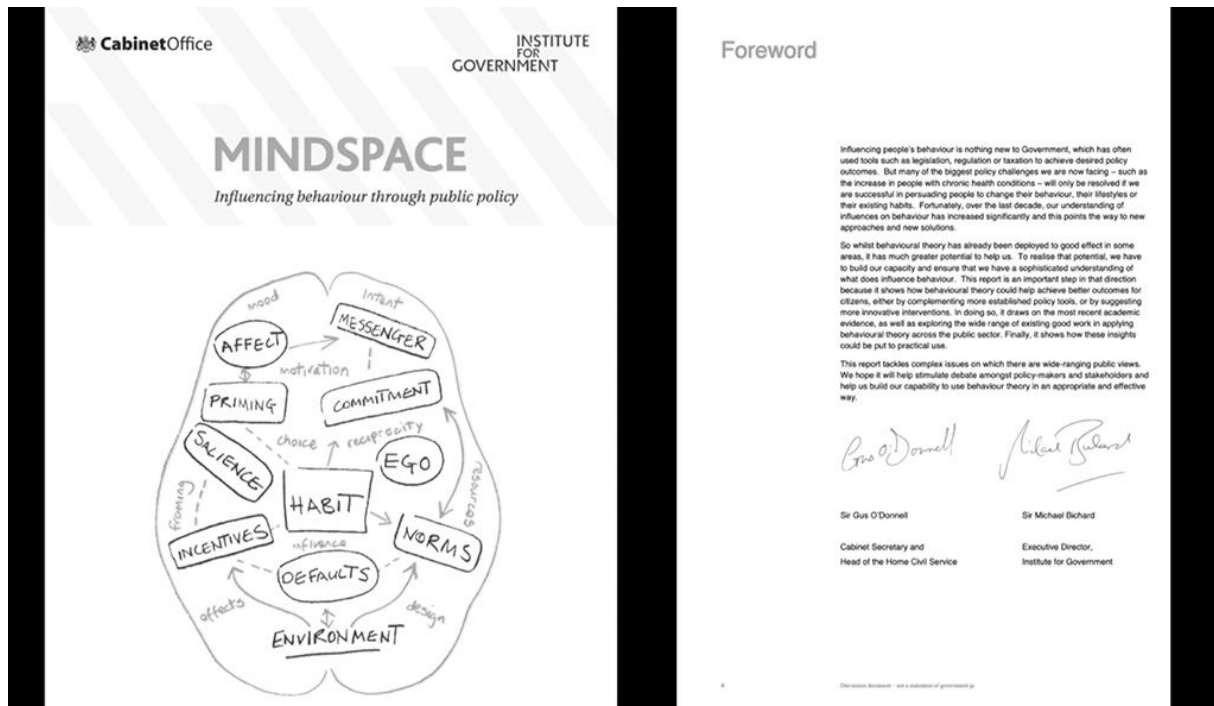 CabinetOffice
INSTITUTE
FOR
GOVERNMENT
MINDSPACE
Influencing behaviour through public policy
mood
Intent
AFFECT
MESSENGER
motivation
PRIMING
COMMITMENT
choice
reciprocity
SALIENCE
EGO
framing
HABIT
resources
INCENTIVES
NORMS
influence
DEFAULTS
effects
design
ENVIRONMENT
Foreword
Influencing people's behaviour is nothing new to Government, which has often
used tools such as legislation, regulation or taxation to achieve desired policy
outcomes. But many of the biggest policy challenges we are now facing – such as
the increase in people with chronic health conditions – will only be resolved if we
are successful in persuading people to change their behaviour, their lifestyles or
their existing habits. Fortunately, over the last decade, our understanding of
influences on behaviour has increased significantly and this points the way to new
approaches and new solutions.
So whilst behavioural theory has already been deployed to good effect in some
areas, it has much greater potential to help us. To realise that potential, we have
to build our capacity and ensure that we have a sophisticated understanding of
what does influence behaviour. This report is an important step in that direction
because it shows how behavioural theory could help achieve better outcomes for
citizens, either by complementing more established policy tools, or by suggesting
more innovative interventions. In doing so, it draws on the most recent academic
evidence, as well as exploring the wide range of existing good work in applying
behavioural theory across the public sector. Finally, it shows how these insights
could be put to practical use.
This report tackles complex issues on which there are wide-ranging public views.
We hope it will help stimulate debate amongst policy-makers and stakeholders and
help us build our capability to use behaviour theory in an appropriate and effective
way.
Gus O'Donnell
Michael Bichard
Sir Gus O'Donnell
Sir Michael Bichard
Cabinet Secretary and
Head of the Home Civil Service
Executive Director,
Institute for Government
Discussion document – not a statement of government